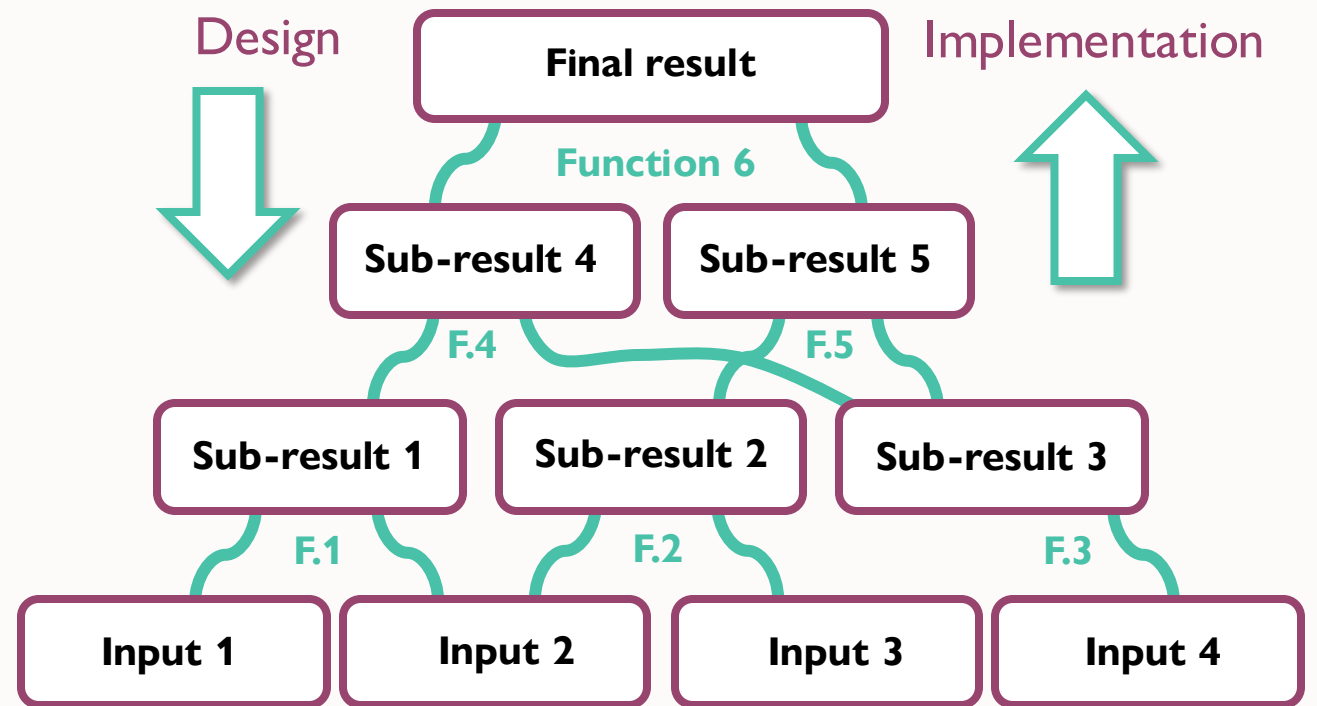 Design
Final result
Implementation
Function 6
Sub-result 4
Sub-result 5
F.4
F.5
Sub-result 1
Sub-result 2
Sub-result 3
F.1
F.2
F.3
Input 1
Input 2
Input 3
Input 4